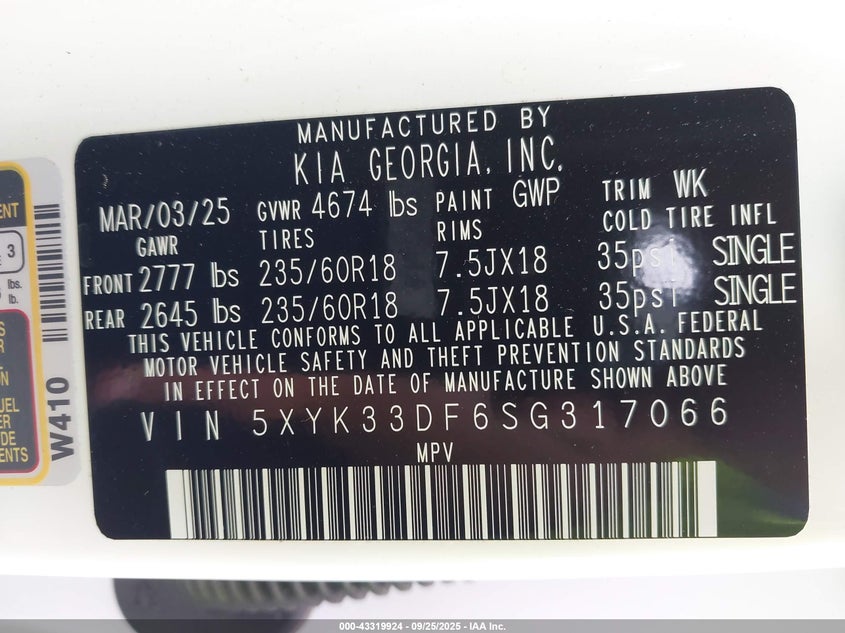 MANUFACTURED BY
KIA GEORGIA, INC.
MAR/03/25 GVWR 4674 lbs PAINT GWP TRIM WK
GAWR TIRES RIMS COLD TIRE INFL
FRONT 2777 lbs 235/60R18 7.5JX18 35psi SINGLE
REAR 2645 lbs 235/60R18 7.5JX18 35psi SINGLE
THIS VEHICLE CONFORMS TO ALL APPLICABLE U.S.A. FEDERAL
MOTOR VEHICLE SAFETY AND THEFT PREVENTION STANDARDS
IN EFFECT ON THE DATE OF MANUFACTURE SHOWN ABOVE
VIN 5XYK33DF6SG317066
MPV
3
lbs.
lb.
W410
000-43319924 - 09/25/2025 - IAA Inc.